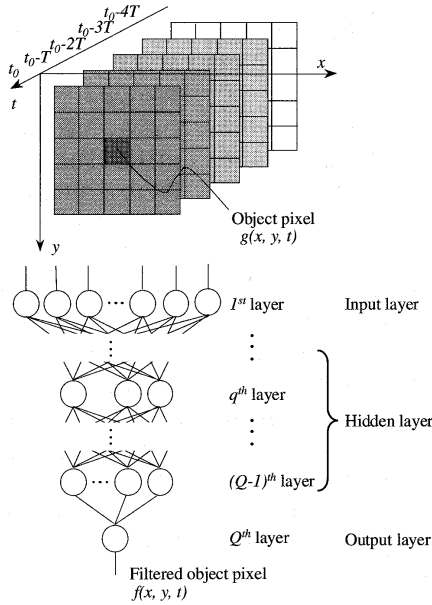 t0 t0-T t0-2T t0-3T t0-4T
t
x
y
Object pixel
g(x, y, t)
1st layer Input layer
qth layer
Hidden layer
(Q-1)th layer
Qth layer Output layer
Filtered object pixel
f(x, y, t)